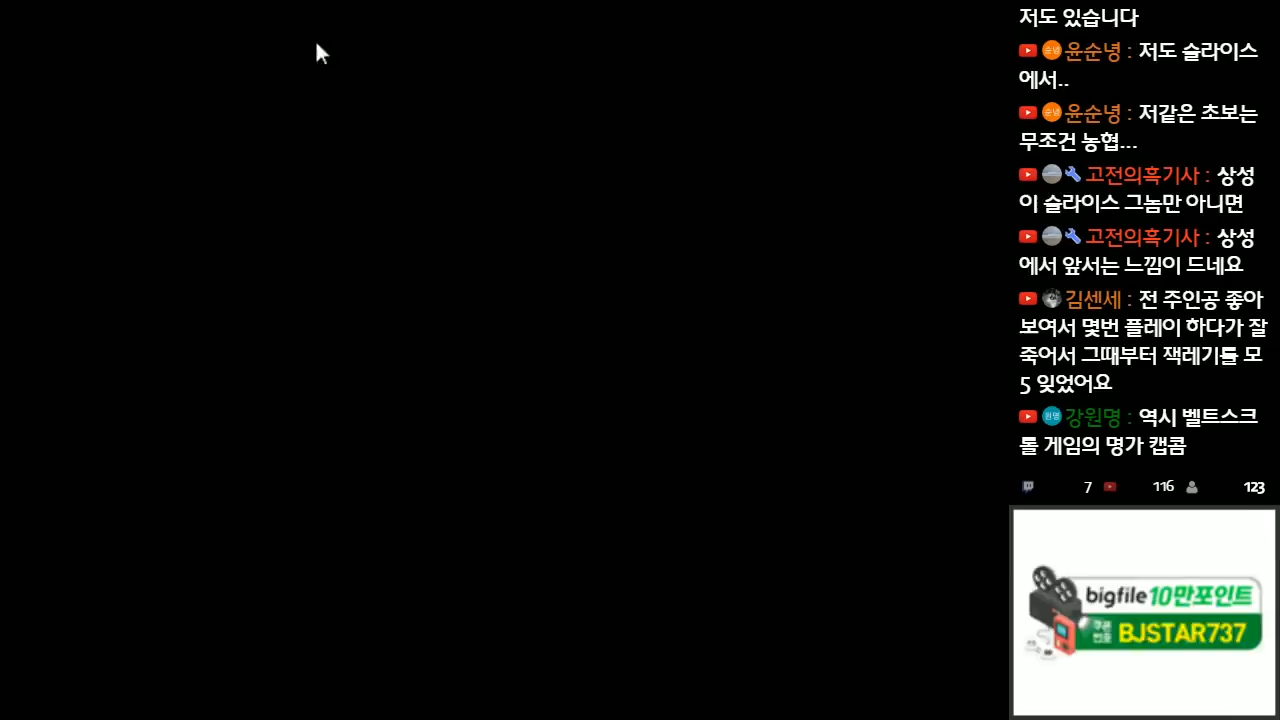 저도 있습니다
윤순녕 : 저도 슬라이스
에서..
윤순녕 : 저같은 초보는
무조건 농협...
고전의흑기사 : 상성
이 슬라이스 그놈만 아니면
고전의흑기사 : 상성
에서 앞서는 느낌이 드네요
김센세 : 전 주인공 좋아
보여서 몇번 플레이 하다가 잘
죽어서 그때부터 잭레기를 모
5 잊었어요
강원명 : 역시 벨트스크
롤 게임의 명가 캡콤
7 116 123
bigfile 10만포인트
쿠폰
번호 BJSTAR737